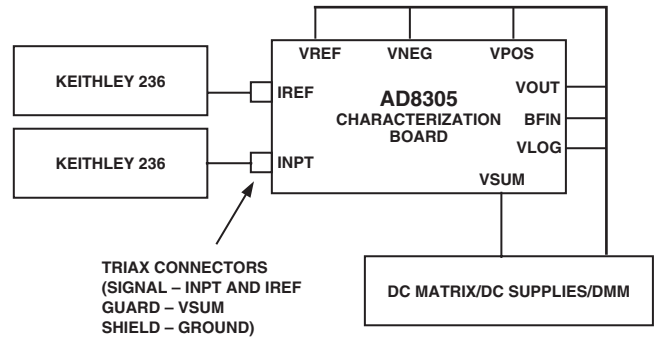 VREF VNEG VPOS
KEITHLEY 236
IREF
AD8305
CHARACTERIZATION
BOARD
VOUT
BFIN
VLOG
KEITHLEY 236
INPT
VSUM
TRIAX CONNECTORS
(SIGNAL – INPT AND IREF
GUARD – VSUM
SHIELD – GROUND)
DC MATRIX/DC SUPPLIES/DMM